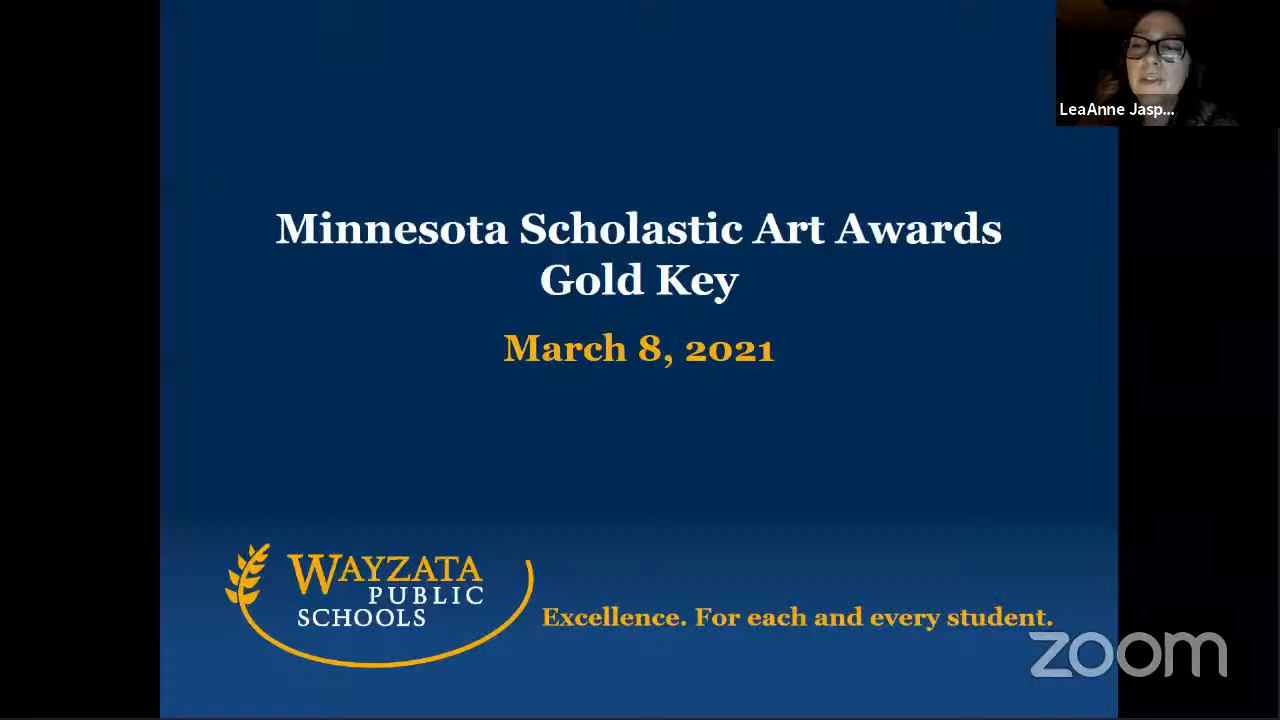 LeaAnne Jasp...
Minnesota Scholastic Art Awards
Gold Key
March 8, 2021
WAYZATA
PUBLIC
SCHOOLS
Excellence. For each and every student.
zoom